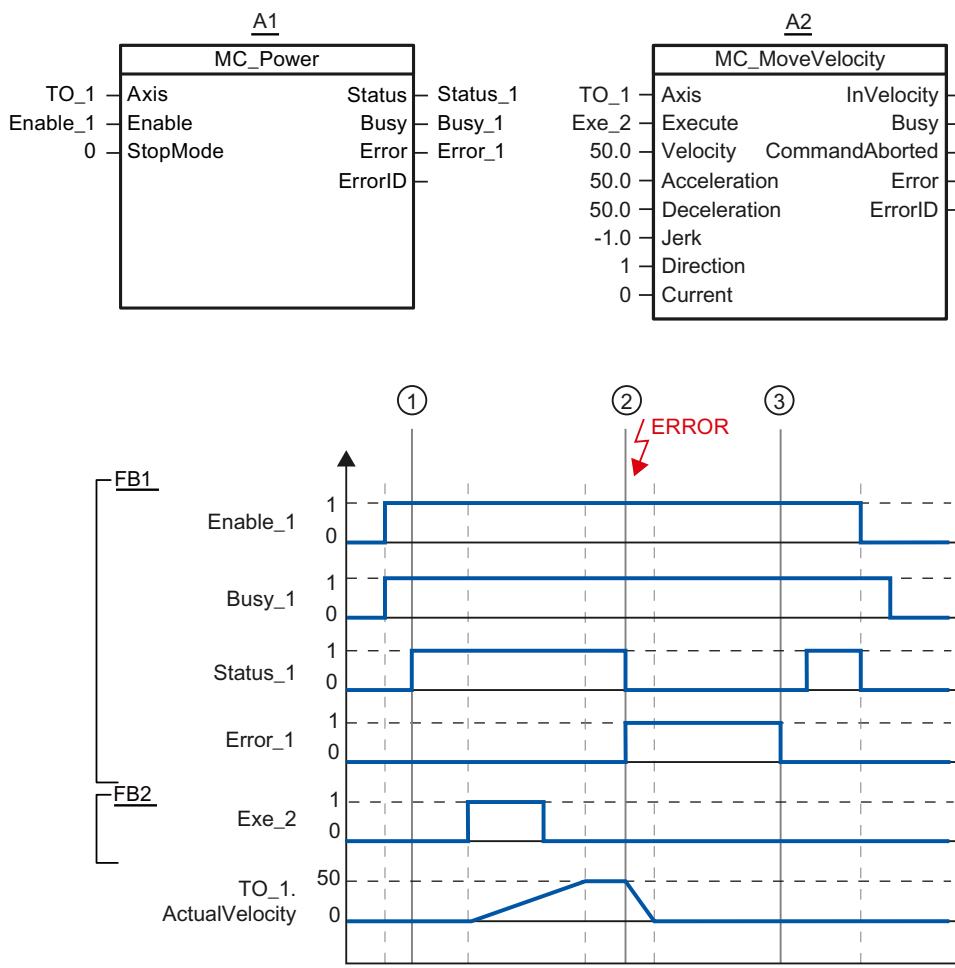 A1
MC_Power
TO_1 Axis Status Status_1
Enable_1 Enable Busy Busy_1
0 StopMode Error Error_1
ErrorID
A2
MC_MoveVelocity
TO_1 Axis InVelocity
Exe_2 Execute Busy
50.0 Velocity CommandAborted
50.0 Acceleration Error
50.0 Deceleration ErrorID
-1.0 Jerk
1 Direction
0 Current
1 2 3
ERROR
FB1
Enable_1 1
0
Busy_1 1
0
Status_1 1
0
Error_1 1
0
FB2
Exe_2 1
0
TO_1. 50
ActualVelocity 0